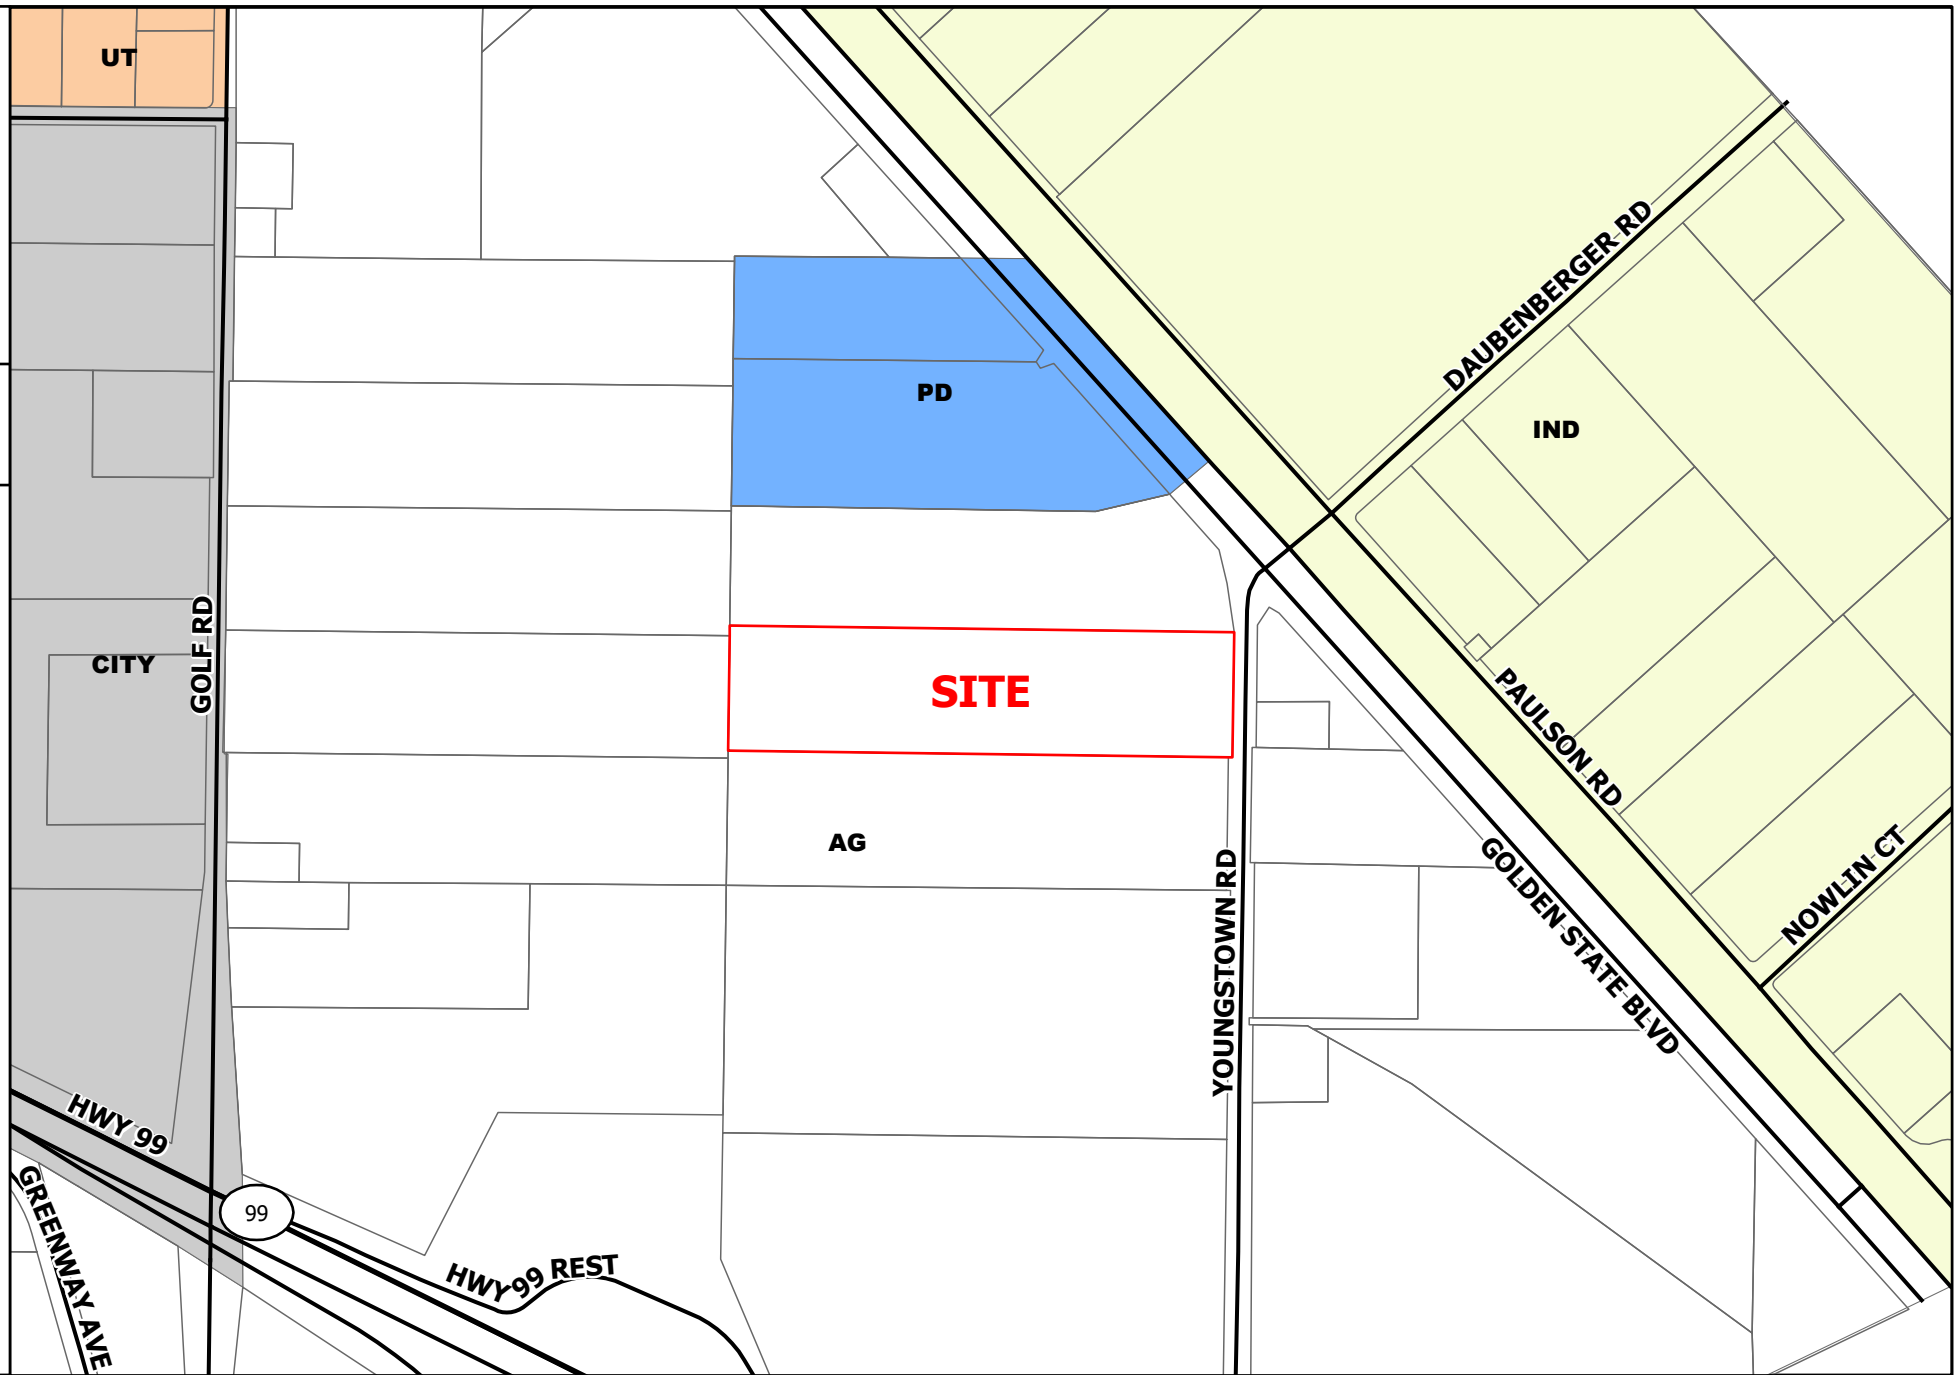 UT
DAUBENBERGER RD
PD
IND
GOLF RD
CITY
SITE
PAULSON RD
AG
YOUNGSTOWN RD
GOLDEN STATE BLVD
NOWLIN CT
HWY 99
99
GREENWAY AVE
HWY 99 REST